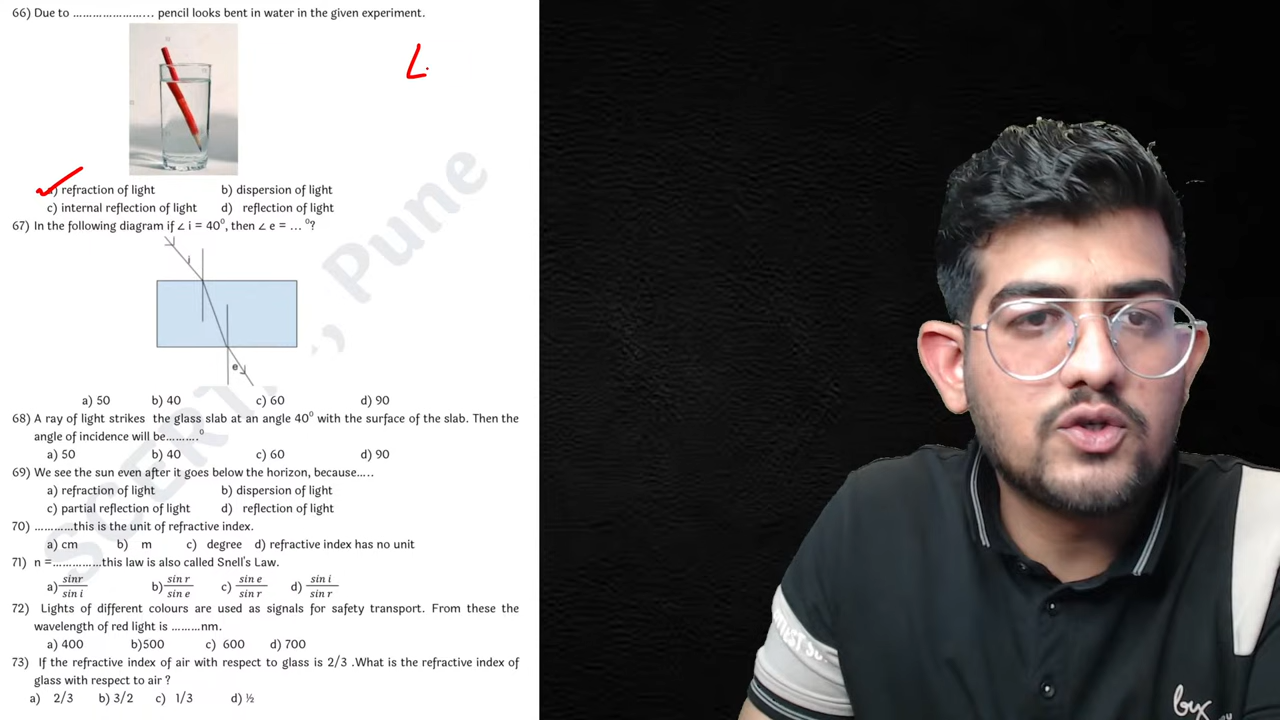 66) Due to ………………….. pencil looks bent in water in the given experiment.
a) refraction of light b) dispersion of light
c) internal reflection of light d) reflection of light
67) In the following diagram if ∠ i = 40⁰, then ∠ e = … ⁰?
i
e
a) 50 b) 40 c) 60 d) 90
68) A ray of light strikes the glass slab at an angle 40⁰ with the surface of the slab. Then the
angle of incidence will be……….⁰
a) 50 b) 40 c) 60 d) 90
69) We see the sun even after it goes below the horizon, because…..
a) refraction of light b) dispersion of light
c) partial reflection of light d) reflection of light
70) …………this is the unit of refractive index.
a) cm b) m c) degree d) refractive index has no unit
71) n =……………this law is also called Snell's Law.
a) sinr/sin i b) sin r/sin e c) sin e/sin r d) sin i/sin r
72) Lights of different colours are used as signals for safety transport. From these the
wavelength of red light is ………nm.
a) 400 b)500 c) 600 d) 700
73) If the refractive index of air with respect to glass is 2/3 .What is the refractive index of
glass with respect to air ?
a) 2/3 b) 3/2 c) 1/3 d) ½
, Pune